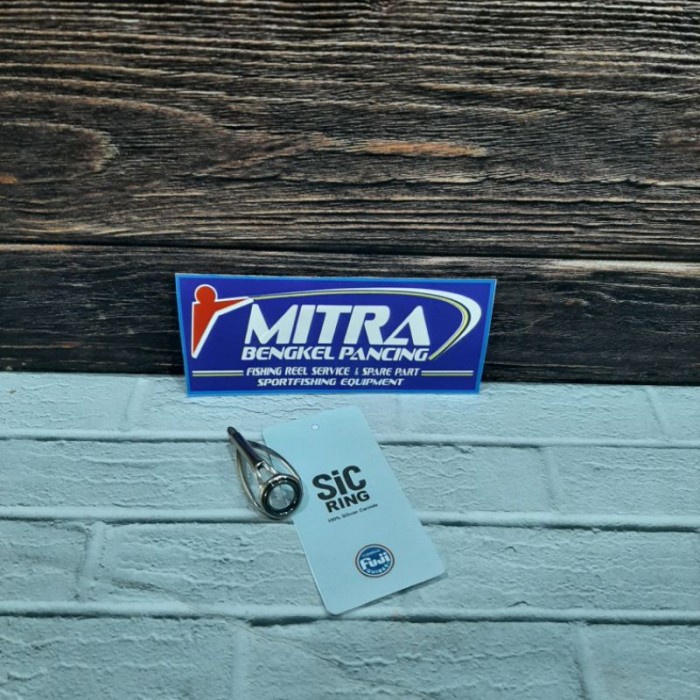 MITRA
BENGKEL PANCING
FISHING REEL SERVICE & SPARE PART
SPORTFISHING EQUIPMENT
SiC
RING
100% Silicon Carbide
Fuji